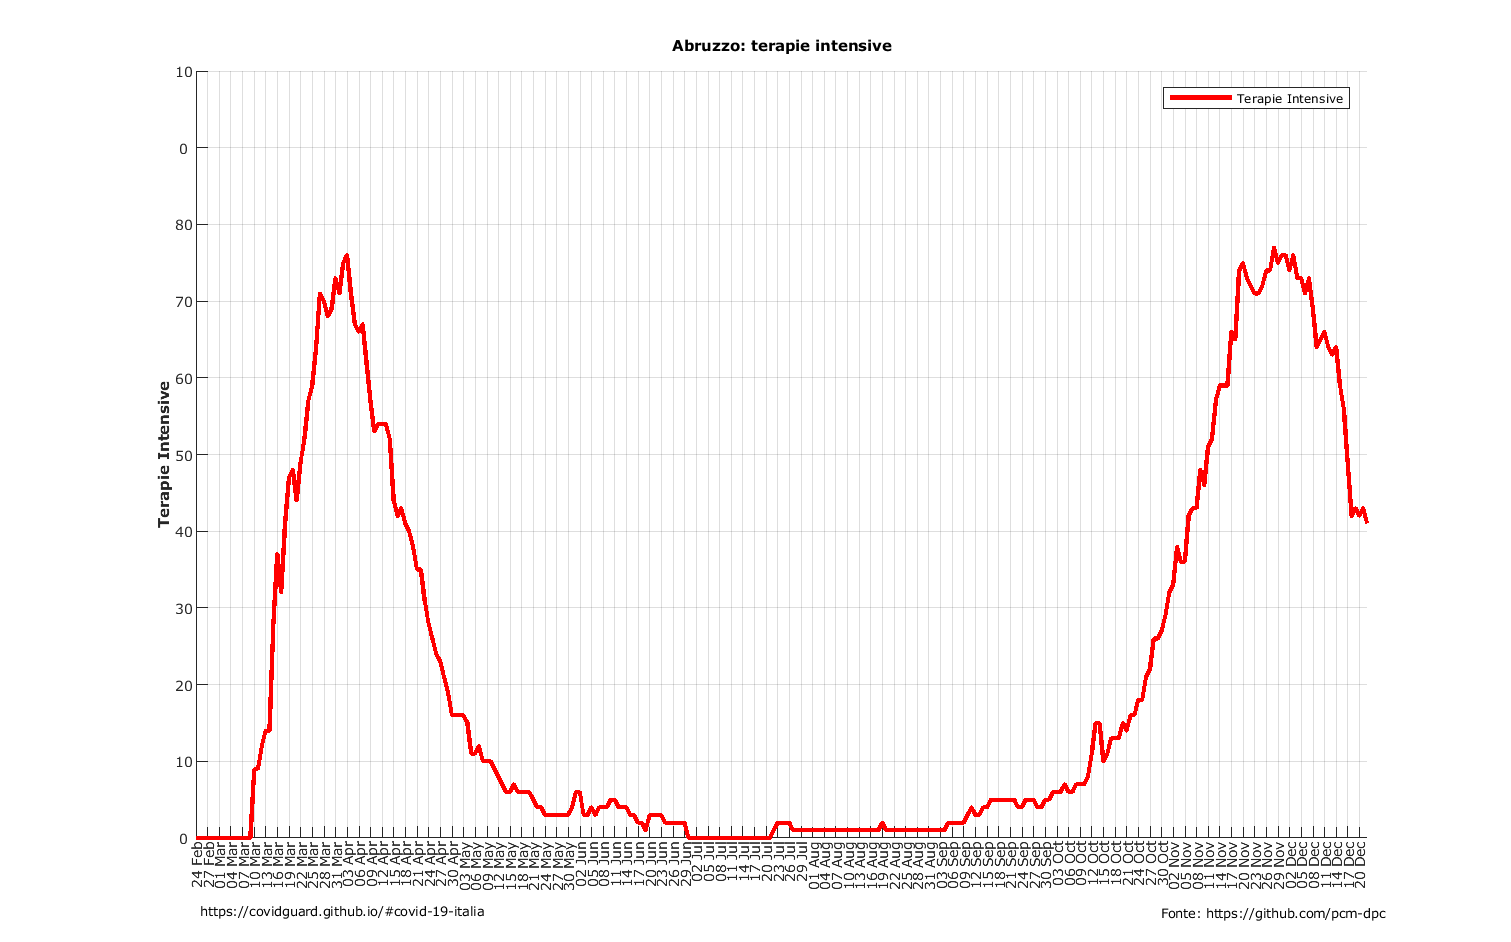 Abruzzo: terapie intensive
10
0
80
70
60
50
40
30
20
10
0
Terapie Intensive
Terapie Intensive
24 Feb
27 Feb
01 Mar
04 Mar
07 Mar
10 Mar
13 Mar
16 Mar
19 Mar
22 Mar
25 Mar
28 Mar
31 Mar
03 Apr
06 Apr
09 Apr
12 Apr
15 Apr
18 Apr
21 Apr
24 Apr
27 Apr
30 Apr
03 May
06 May
09 May
12 May
15 May
18 May
21 May
24 May
27 May
30 May
02 Jun
05 Jun
08 Jun
11 Jun
14 Jun
17 Jun
20 Jun
23 Jun
26 Jun
29 Jun
02 Jul
05 Jul
08 Jul
11 Jul
14 Jul
17 Jul
20 Jul
23 Jul
26 Jul
29 Jul
01 Aug
04 Aug
07 Aug
10 Aug
13 Aug
16 Aug
19 Aug
22 Aug
25 Aug
28 Aug
31 Aug
03 Sep
06 Sep
09 Sep
12 Sep
15 Sep
18 Sep
21 Sep
24 Sep
27 Sep
30 Sep
03 Oct
06 Oct
09 Oct
12 Oct
15 Oct
18 Oct
21 Oct
24 Oct
27 Oct
30 Oct
02 Nov
05 Nov
08 Nov
11 Nov
14 Nov
17 Nov
20 Nov
23 Nov
26 Nov
29 Nov
02 Dec
05 Dec
08 Dec
11 Dec
14 Dec
17 Dec
20 Dec
https://covidguard.github.io/#covid-19-italia
Fonte: https://github.com/pcm-dpc